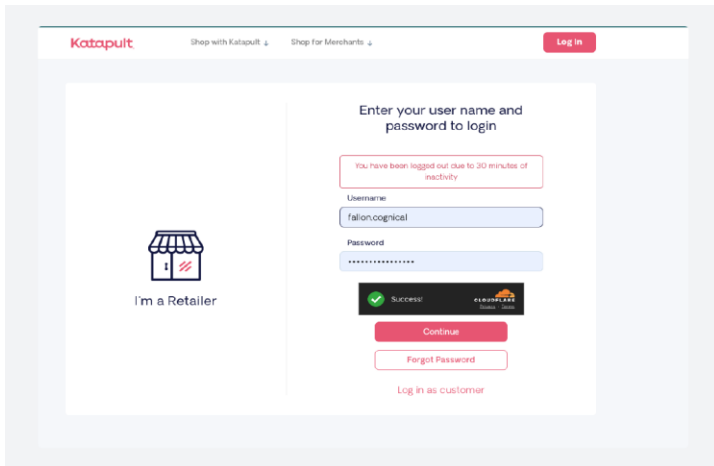 Katapult
Shop with Katapult ↓
Shop for Merchants ↓
Log In
Enter your user name and
password to login
You have been logged out due to 30 minutes of
inactivity
Username
fallon.cognical
Password
••••••••••••••••
Success!
CLOUDFLARE
Privacy · Terms
Continue
Forgot Password
Log in as customer
I'm a Retailer